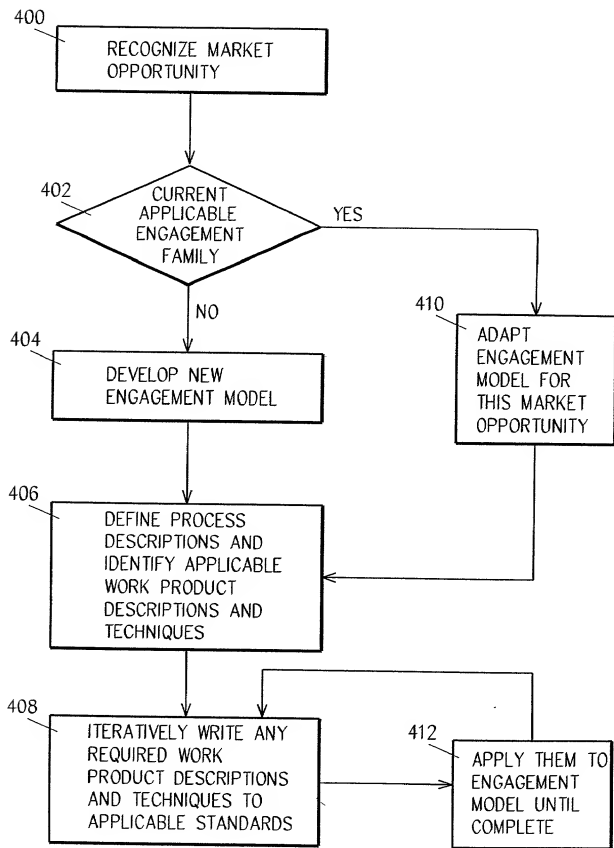 400
RECOGNIZE MARKET
OPPORTUNITY
402
CURRENT
APPLICABLE
ENGAGEMENT
FAMILY
YES
NO
404
DEVELOP NEW
ENGAGEMENT MODEL
410
ADAPT
ENGAGEMENT
MODEL FOR
THIS MARKET
OPPORTUNITY
406
DEFINE PROCESS
DESCRIPTIONS AND
IDENTIFY APPLICABLE
WORK PRODUCT
DESCRIPTIONS AND
TECHNIQUES
408
ITERATIVELY WRITE ANY
REQUIRED WORK
PRODUCT DESCRIPTIONS
AND TECHNIQUES TO
APPLICABLE STANDARDS
412
APPLY THEM TO
ENGAGEMENT
MODEL UNTIL
COMPLETE